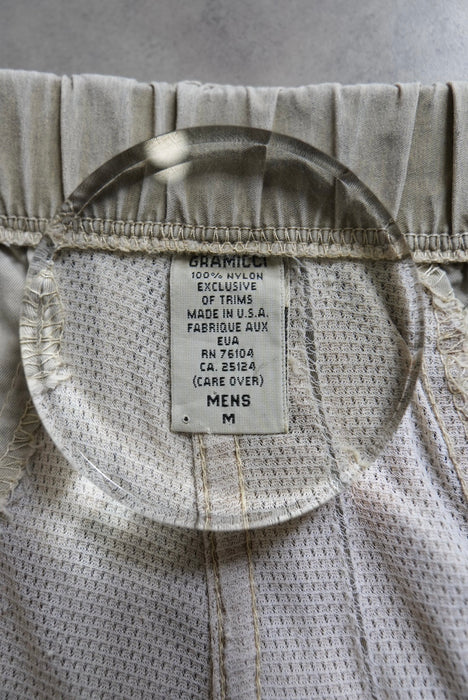 GRAMICCI
100% NYLON
EXCLUSIVE
OF TRIMS
MADE IN U.S.A.
FABRIQUE AUX
EUA
RN 76104
CA. 25124
(CARE OVER)
MENS
M